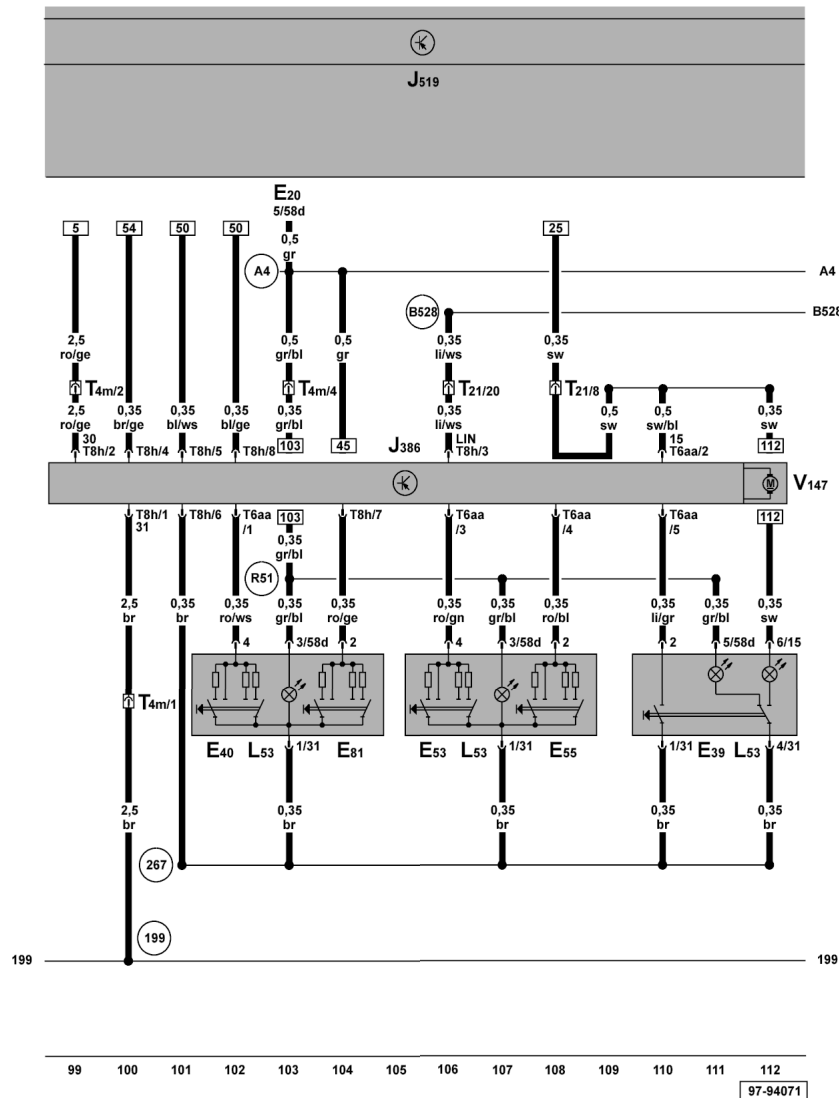 J519
E20
5/58d
5 54 50 50 25
0,5
gr
A4 A4
B528 B528
2,5
ro/ge
0,5
gr/bl
0,5
gr
0,35
li/ws
0,35
sw
T4m/2 T4m/4 T21/20 T21/8
2,5
ro/ge
0,35
br/ge
0,35
bl/ws
0,35
bl/ge
0,35
gr/bl
0,35
li/ws
0,5
sw
0,5
sw/bl
0,35
sw
30
T8h/2 T8h/4 T8h/5 T8h/8 103 45 J386
LIN
T8h/3
15
T6aa/2
112
M V147
T8h/1
31
T8h/6
T6aa
/1
103
T8h/7
T6aa
/3
T6aa
/4
T6aa
/5
112
0,35
gr/bl
R51
2,5
br
0,35
br
0,35
ro/ws
0,35
gr/bl
0,35
ro/ge
0,35
ro/gn
0,35
gr/bl
0,35
ro/bl
0,35
li/gr
0,35
gr/bl
0,35
sw
4 3/58d 2 4 3/58d 2 2 5/58d 6/15
T4m/1
E40 L53 1/31 E81 E53 L53 1/31 E55 1/31 E39 L53 4/31
2,5
br
0,35
br
0,35
br
0,35
br
0,35
br
267
199
199 199
99 100 101 102 103 104 105 106 107 108 109 110 111 112
97-94071